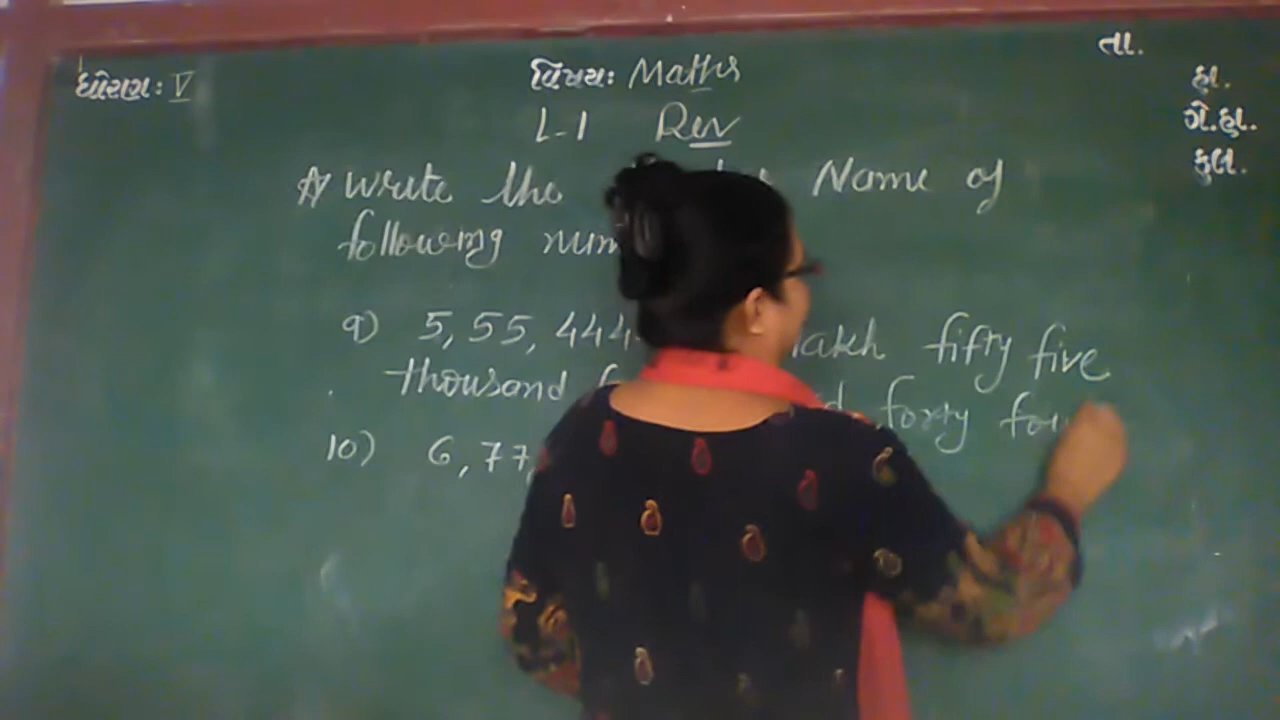 ધોરણ: V
વિષય: Maths
તા.
હા.
ગે.હા.
કુલ.
L-1 Rev
☆ Write the Name of
following
9) 5,55,444 fifty five
thousand forty
10) 6,77,